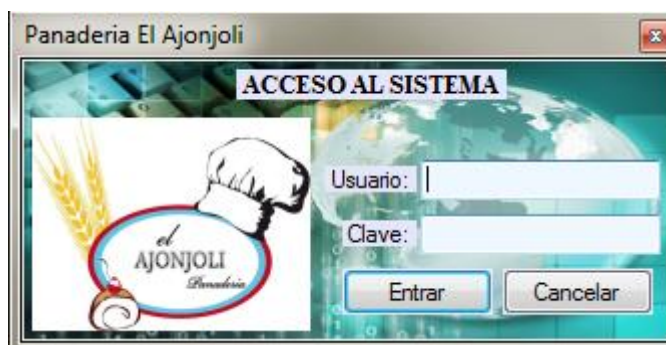 Panaderia El Ajonjoli
ACCESO AL SISTEMA
el
AJONJOLI
Panaderia
Usuario:
Clave:
Entrar
Cancelar